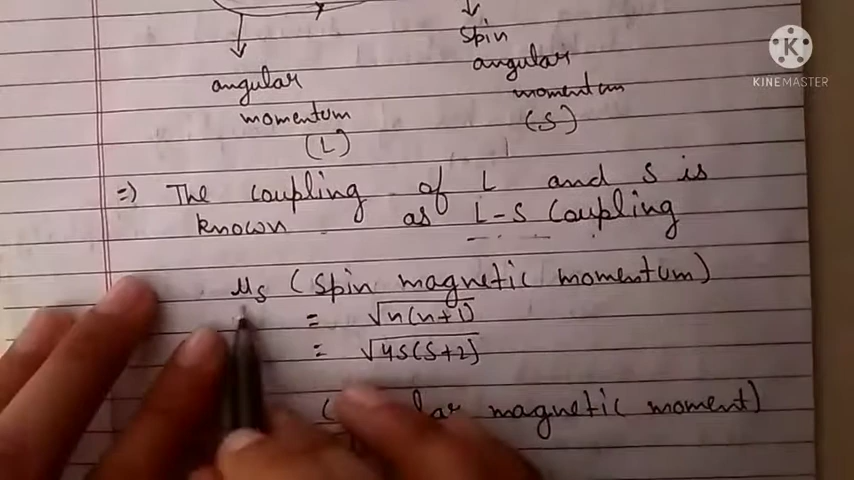 spin
angular
angular momentum
momentum (S)
(L)
K
KINEMASTER
=) The coupling of L and S is
known as L-S Coupling
μs (spin magnetic momentum)
= √n(n+1)
= √4S(S+2)
( magnetic moment)